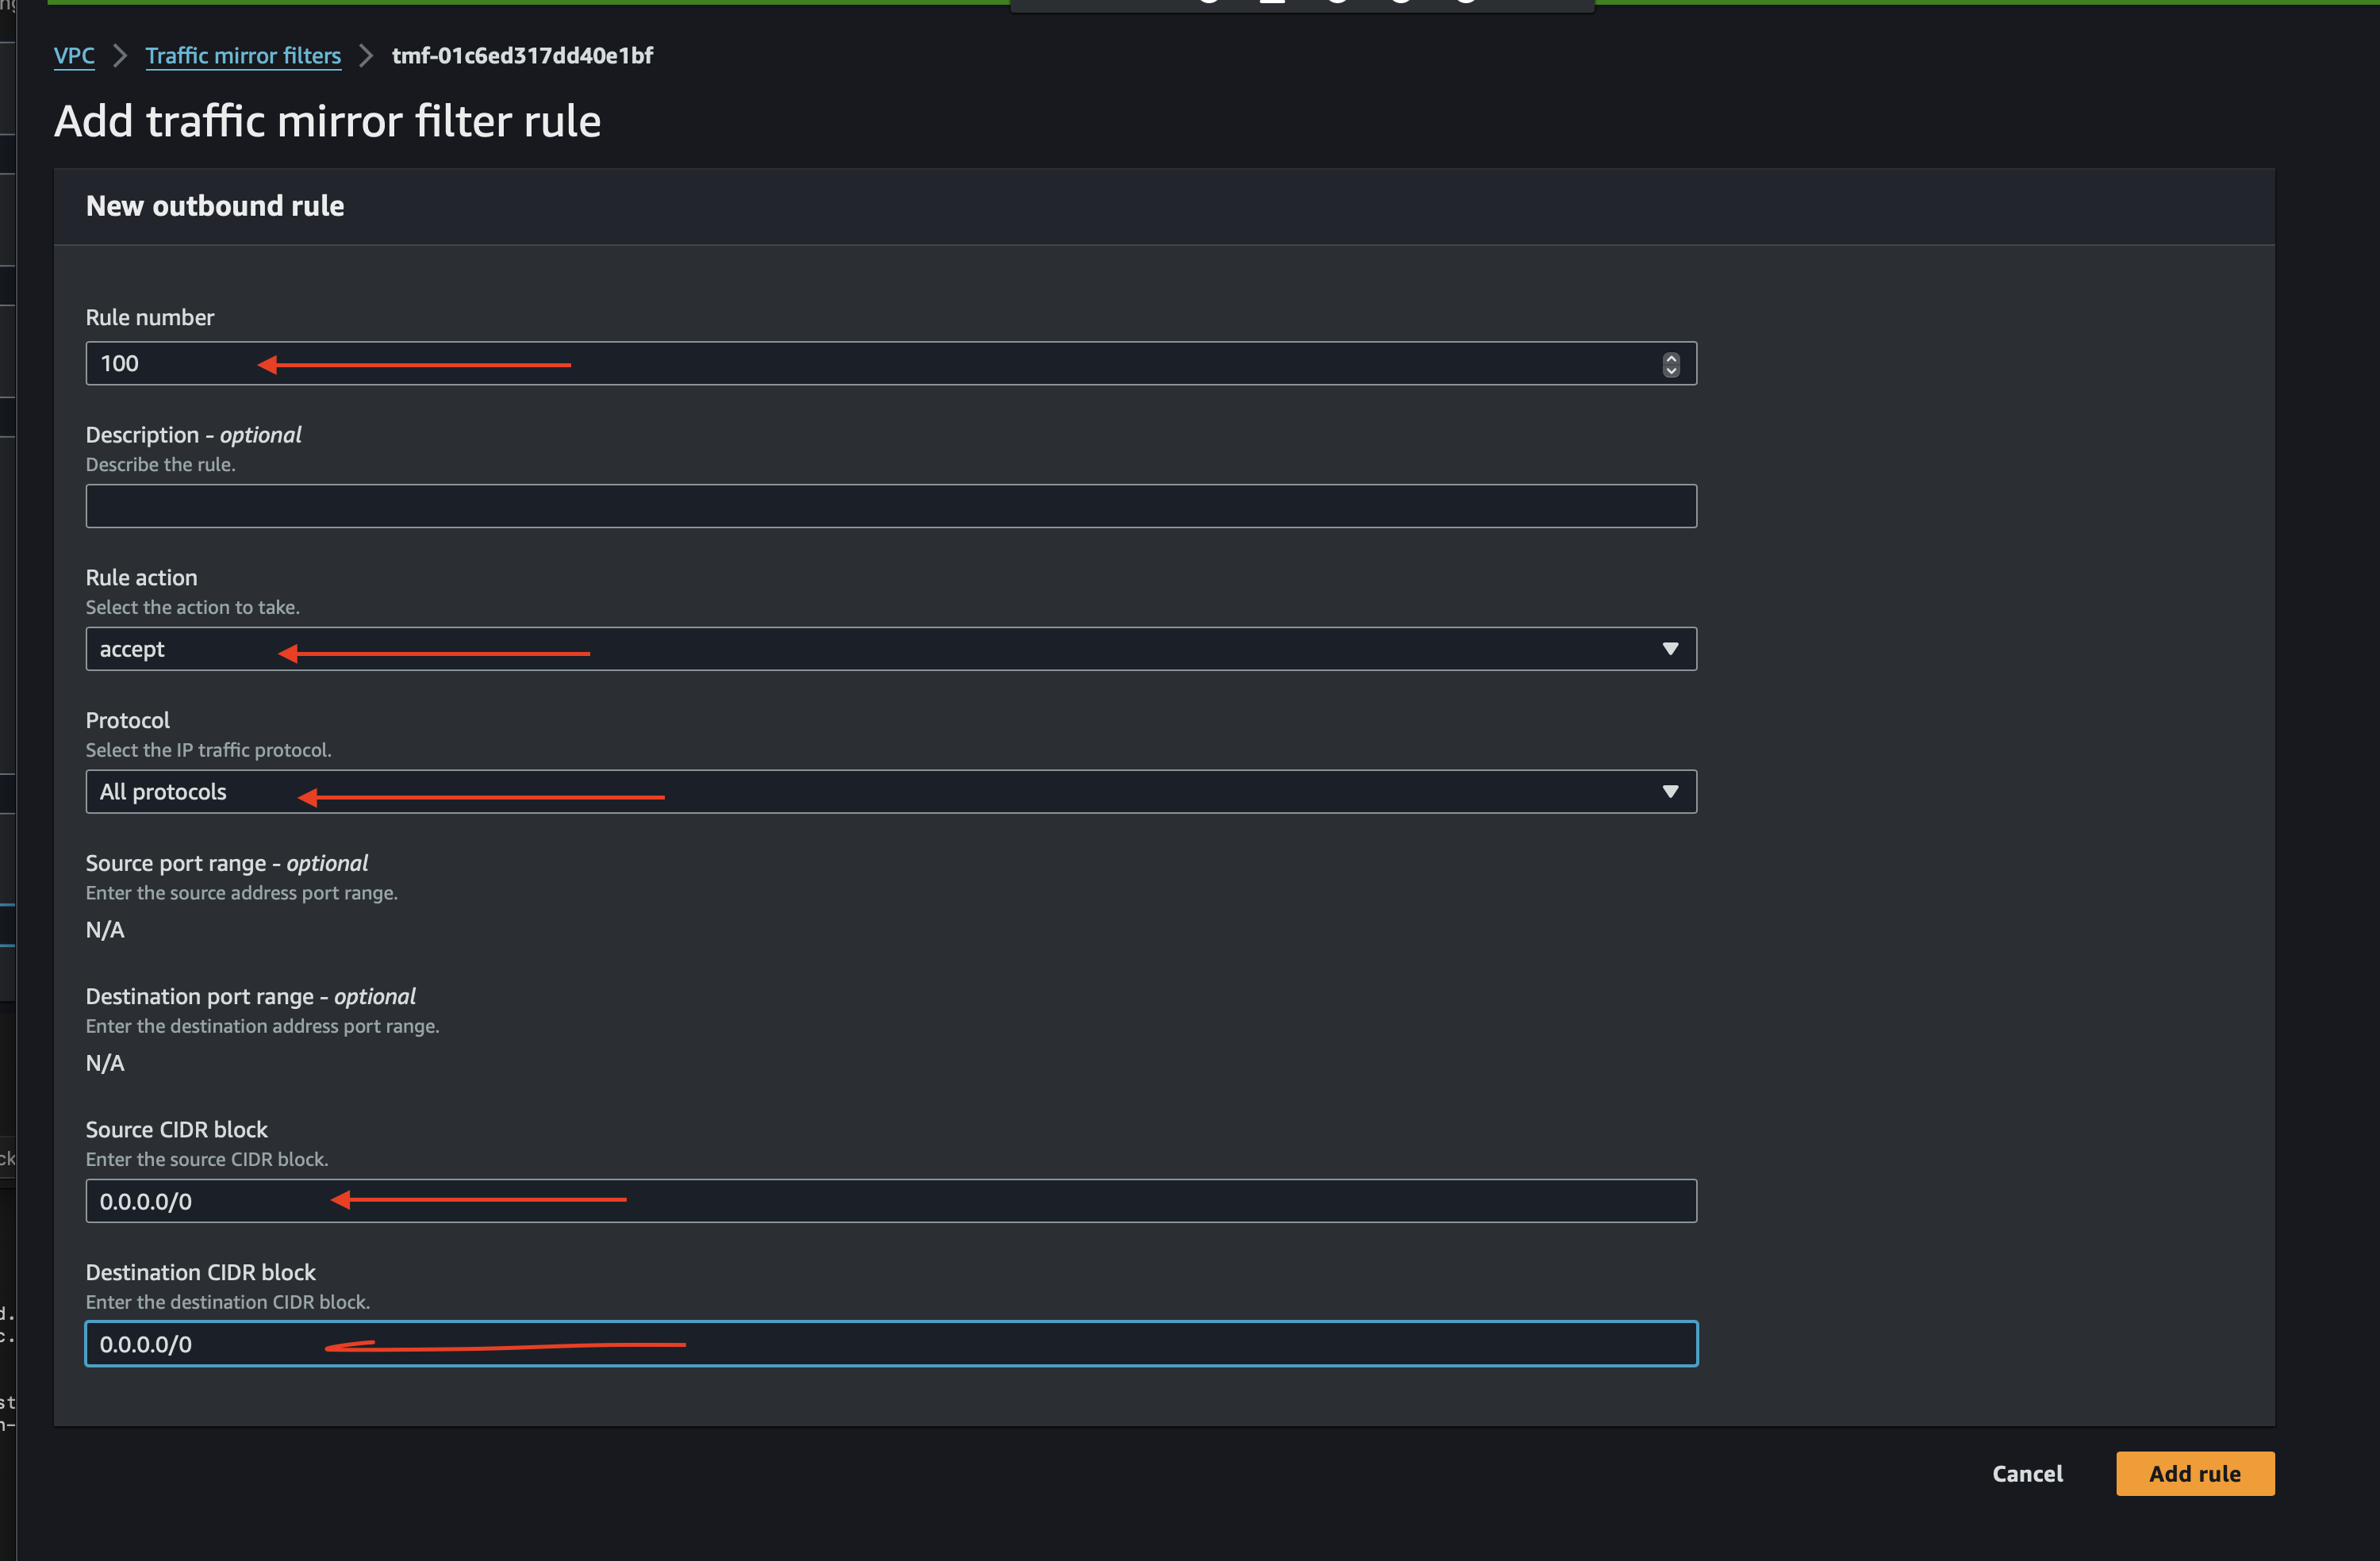 VPC > Traffic mirror filters > tmf-01c6ed317dd40e1bf
Add traffic mirror filter rule
New outbound rule
Rule number
100
Description - optional
Describe the rule.
Rule action
Select the action to take.
accept
Protocol
Select the IP traffic protocol.
All protocols
Source port range - optional
Enter the source address port range.
N/A
Destination port range - optional
Enter the destination address port range.
N/A
Source CIDR block
Enter the source CIDR block.
0.0.0.0/0
Destination CIDR block
Enter the destination CIDR block.
0.0.0.0/0
Cancel
Add rule